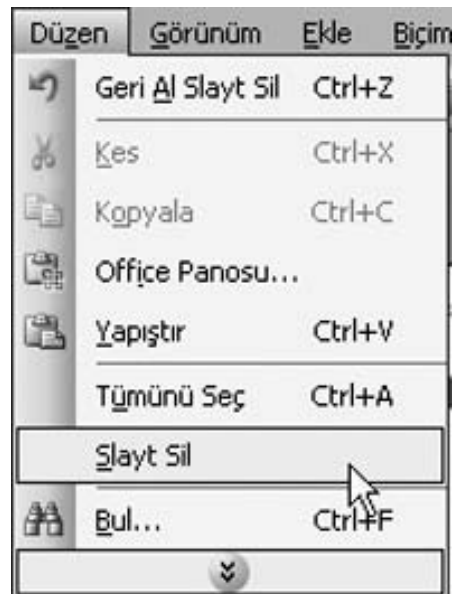 Düzen Görünüm Ekle Biçim
Geri Al Slayt Sil Ctrl+Z
Kes Ctrl+X
Kopyala Ctrl+C
Office Panosu...
Yapıştır Ctrl+V
Tümünü Seç Ctrl+A
Slayt Sil
Bul... Ctrl+F